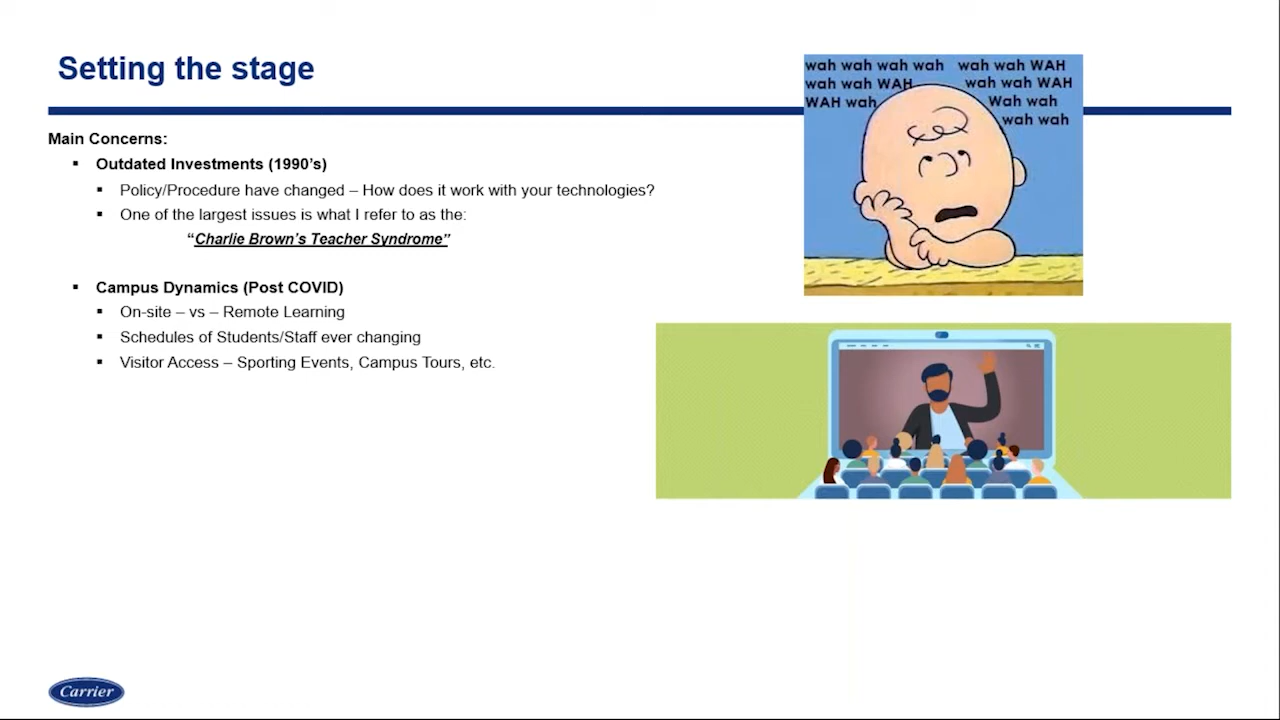 Setting the stage
wah wah wah wah wah wah WAH
wah wah WAH wah wah WAH
WAH wah Wah wah
wah wah
Main Concerns:
▪ Outdated Investments (1990’s)
▪ Policy/Procedure have changed – How does it work with your technologies?
▪ One of the largest issues is what I refer to as the:
“Charlie Brown’s Teacher Syndrome”
▪ Campus Dynamics (Post COVID)
▪ On-site – vs – Remote Learning
▪ Schedules of Students/Staff ever changing
▪ Visitor Access – Sporting Events, Campus Tours, etc.
Carrier